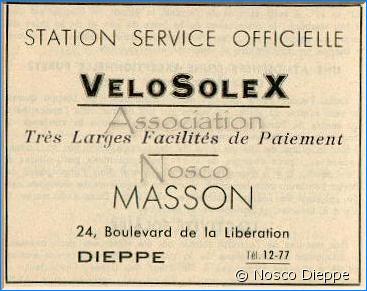 STATION SERVICE OFFICIELLE
VELOSOLEX
Association
Très Larges Facilités de Paiement
Nosco
MASSON
24, Boulevard de la Libération
DIEPPE Tél. 12-77
© Nosco Dieppe